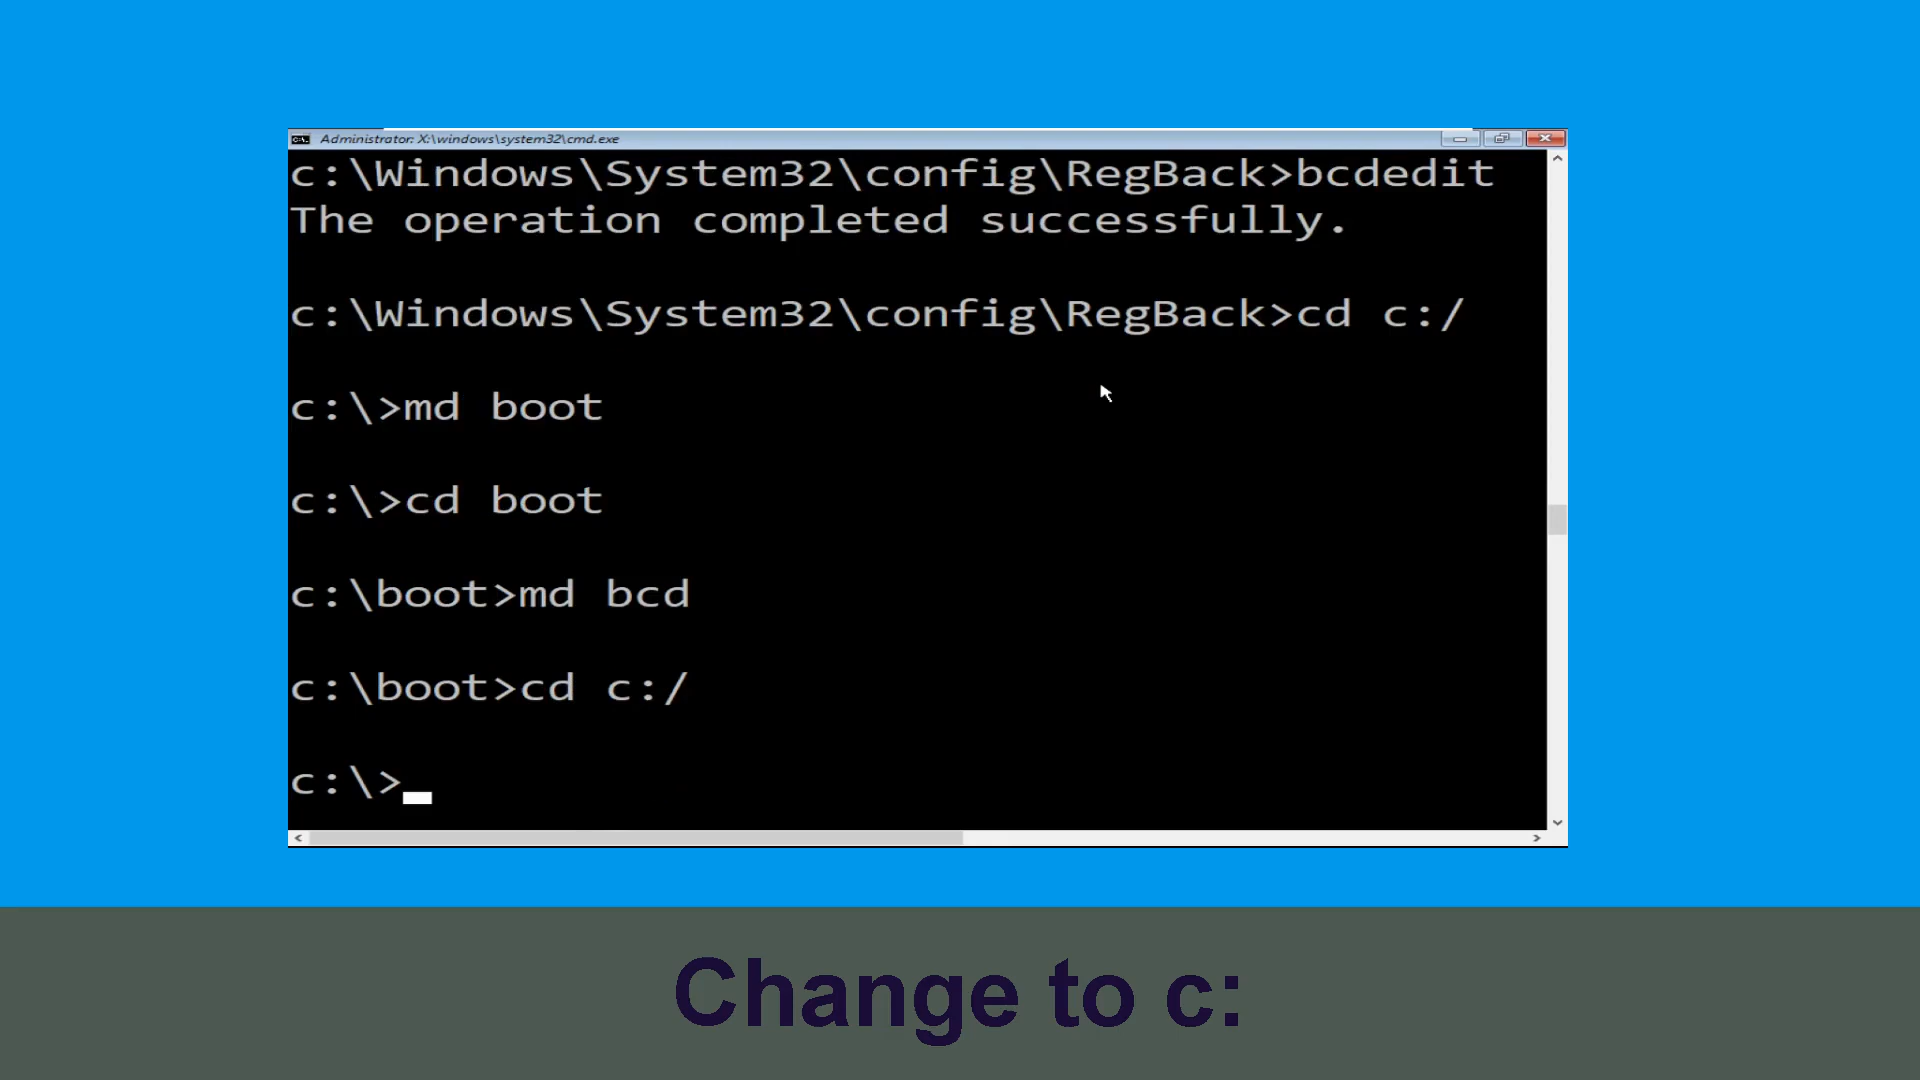 Administrator: X:\windows\system32\cmd.exe
c:\Windows\System32\config\RegBack>bcdedit
The operation completed successfully.
c:\Windows\System32\config\RegBack>cd c:/
c:\>md boot
c:\>cd boot
c:\boot>md bcd
c:\boot>cd c:/
c:\>
Change to c: